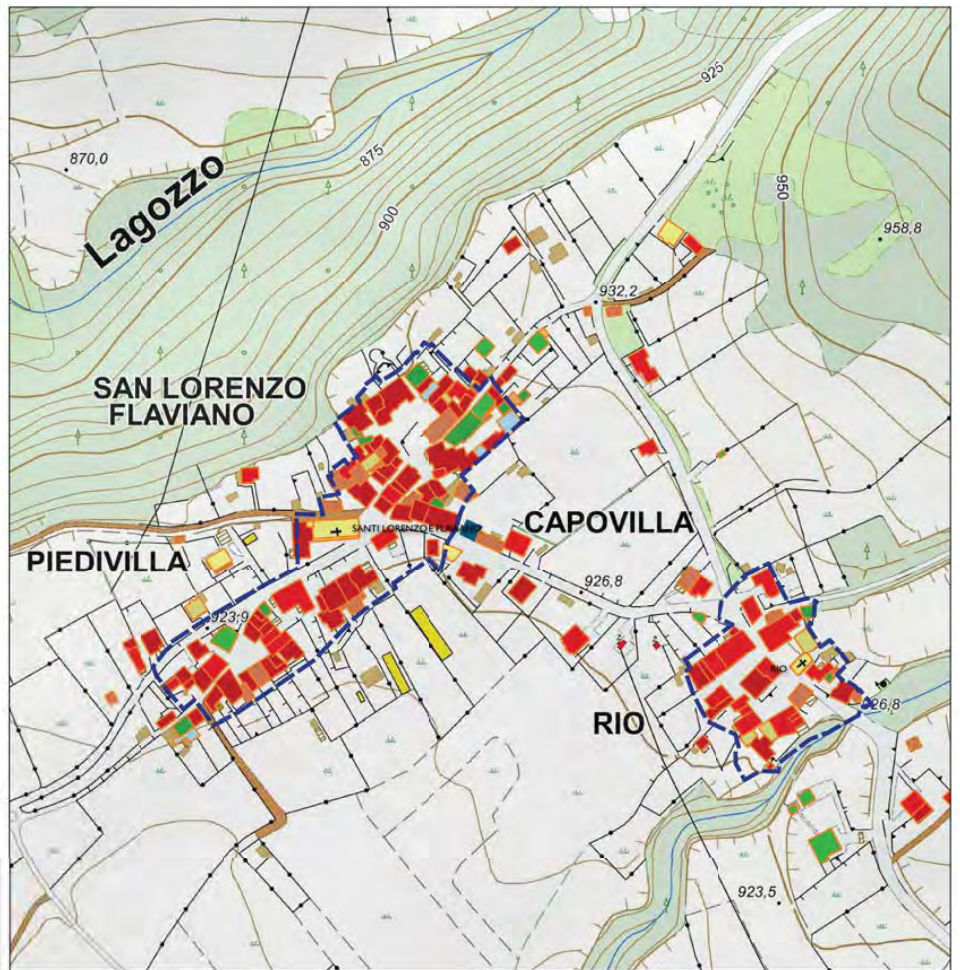 925
870,0
875
Lagozzo
950
900
958,8
932,2
SAN LORENZO
FLAVIANO
SANTI LORENZO E FLAVIANO
CAPOVILLA
PIEDIVILLA
926,8
923,9
RIO
RIO
926,8
923,5